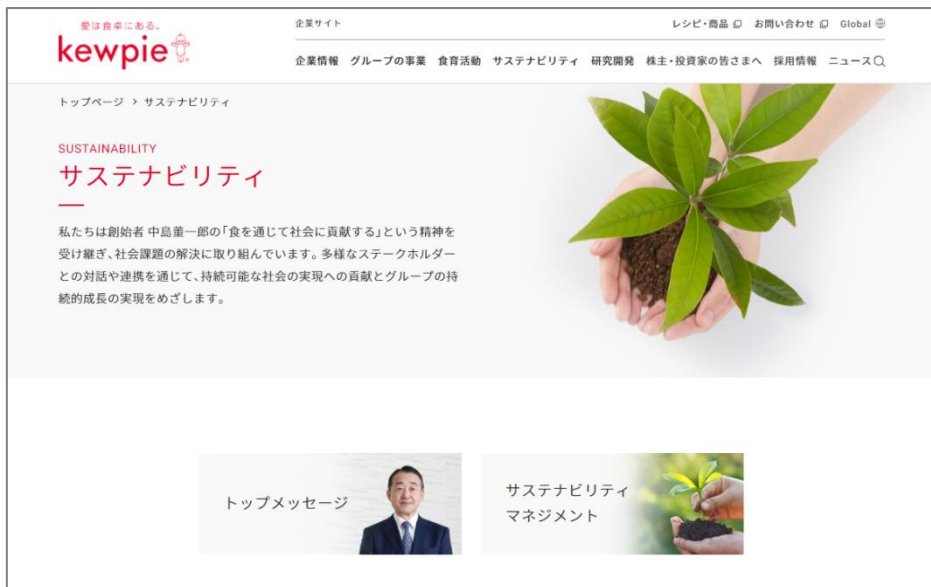 愛は食卓にある。
kewpie
企業サイト
レシピ・商品 お問い合わせ Global
企業情報 グループの事業 食育活動 サステナビリティ 研究開発 株主・投資家の皆さまへ 採用情報 ニュース
トップページ > サステナビリティ
SUSTAINABILITY
サステナビリティ
私たちは創始者 中島董一郎の「食を通じて社会に貢献する」という精神を
受け継ぎ、社会課題の解決に取り組んでいます。多様なステークホルダー
との対話や連携を通じて、持続可能な社会の実現への貢献とグループの持
続的成長の実現をめざします。
トップメッセージ
サステナビリティ
マネジメント